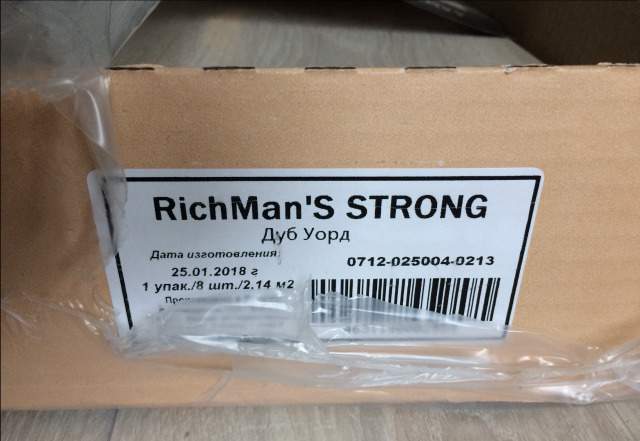 RichMan'S STRONG
Дуб Уорд
Дата изготовления
0712-025004-0213
25.01.2018 г
1 упак./8 шт./2,14 м2